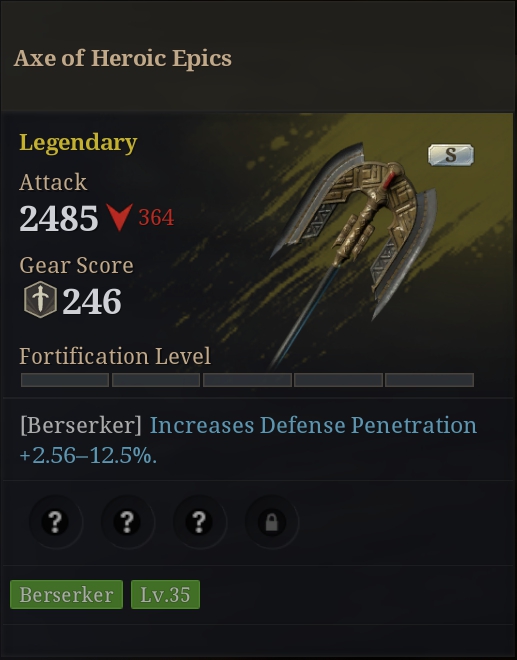 Axe of Heroic Epics
Legendary
S
Attack
2485 364
Gear Score
246
Fortification Level
[Berserker] Increases Defense Penetration
+2.56–12.5%.
? ? ?
Berserker Lv.35